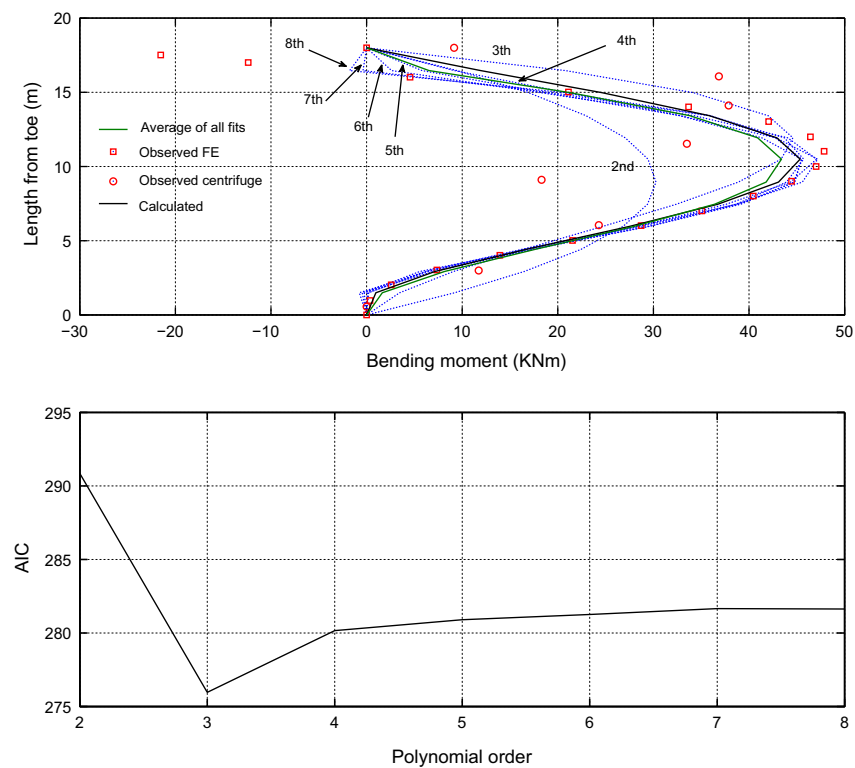 20
15
10
5
0
Length from toe (m)
8th
7th
6th
5th
3th
4th
2nd
Average of all fits
Observed FE
Observed centrifuge
Calculated
−30 −20 −10 0 10 20 30 40 50
Bending moment (KNm)
295
290
285
280
275
AIC
2 3 4 5 6 7 8
Polynomial order